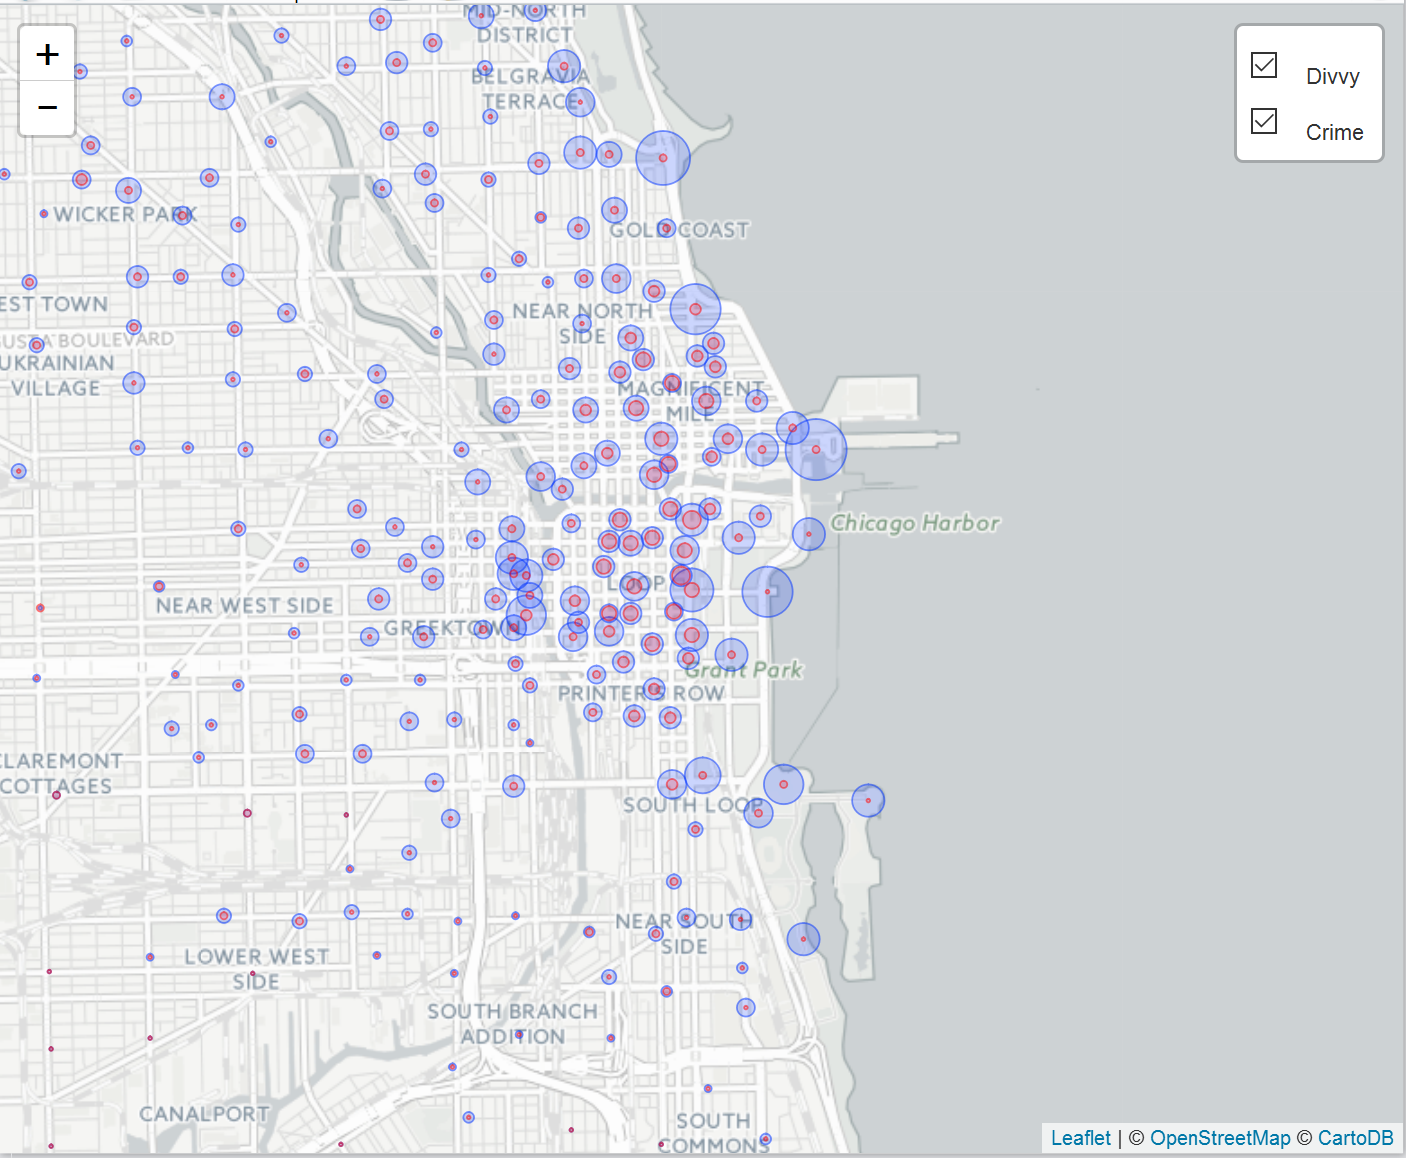 MID-NORTH
DISTRICT
+
−
Divvy
Crime
BELGRAVIA
TERRACE
WICKER PARK
GOLD COAST
EST TOWN
NEAR NORTH
SIDE
GUSTA BOULEVARD
UKRAINIAN
VILLAGE
MAGNIFICENT
MILE
Chicago Harbor
LOOP
NEAR WEST SIDE
GREEKTOWN
Grant Park
PRINTER'S ROW
CLAREMONT
COTTAGES
SOUTH LOOP
NEAR SOUTH
SIDE
LOWER WEST
SIDE
SOUTH BRANCH
ADDITION
CANALPORT
SOUTH
COMMONS
Leaflet | © OpenStreetMap © CartoDB